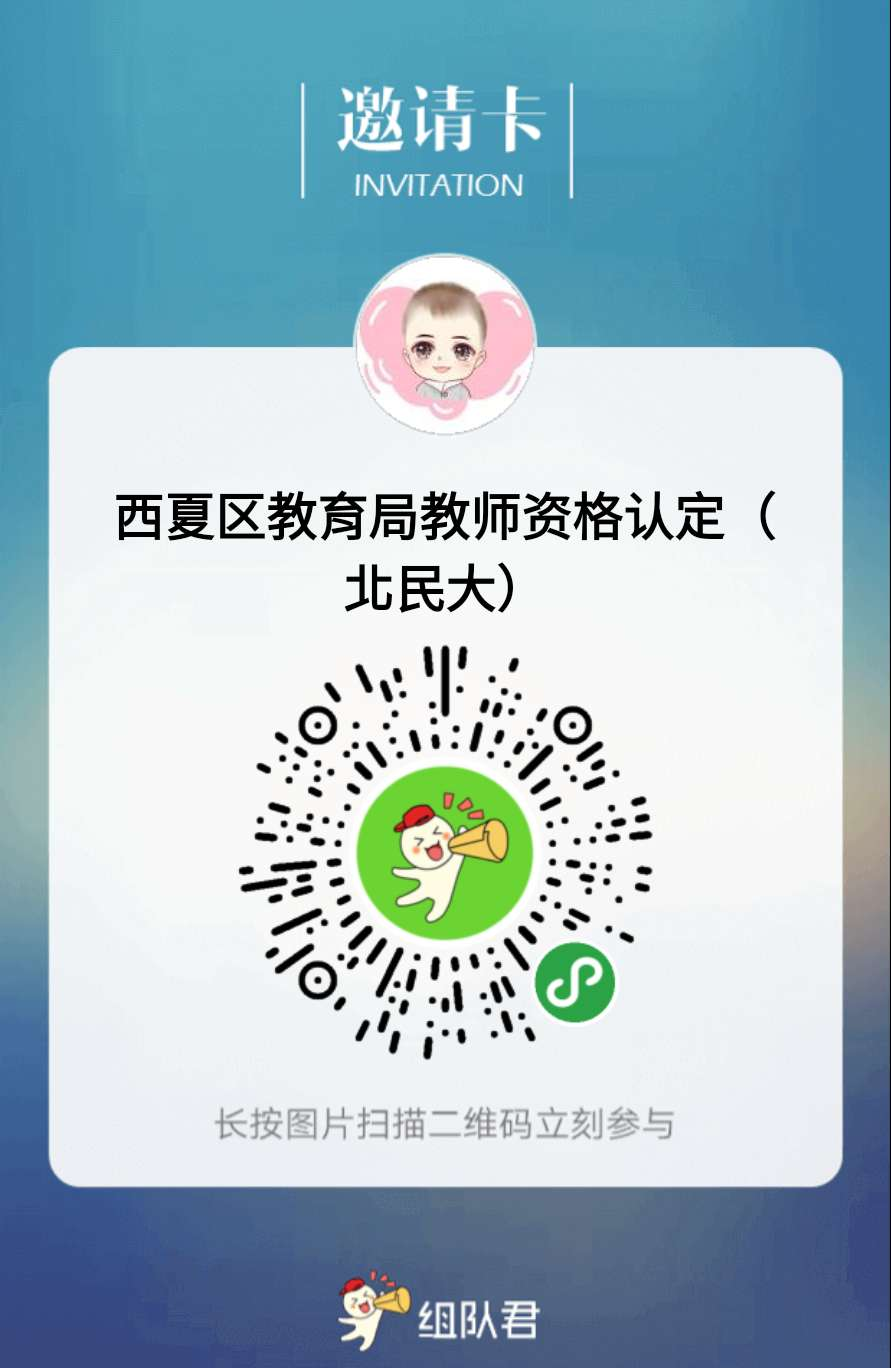 邀请卡
INVITATION
西夏区教育局教师资格认定（
北民大）
长按图片扫描二维码立刻参与
组队君